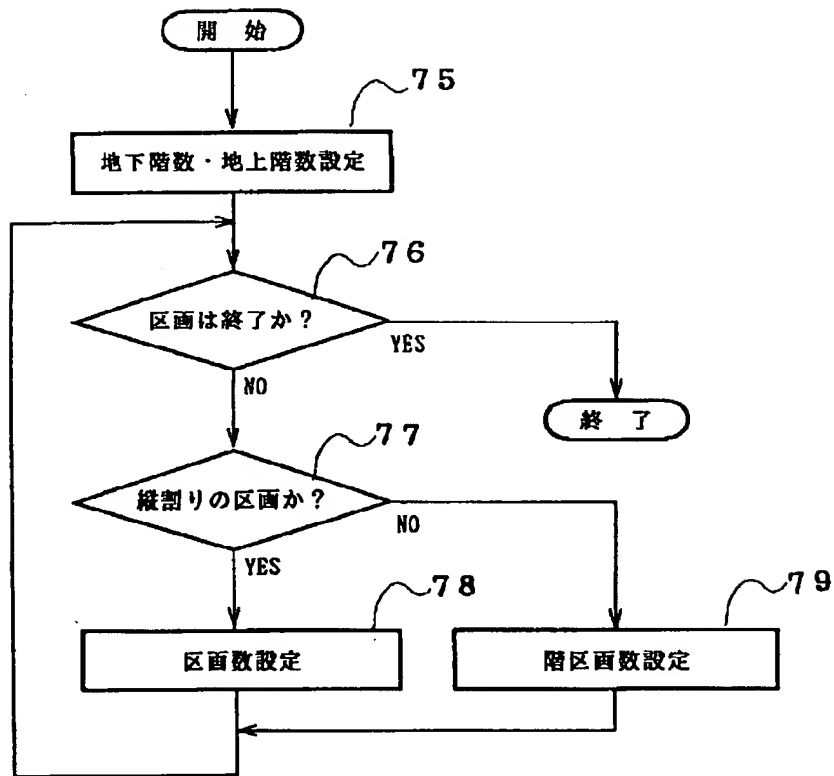 開 始
75
地下階数・地上階数設定
76
区画は終了か?
YES
NO
終 了
77
縦割りの区画か?
NO
YES
78
79
区画数設定
階区画数設定